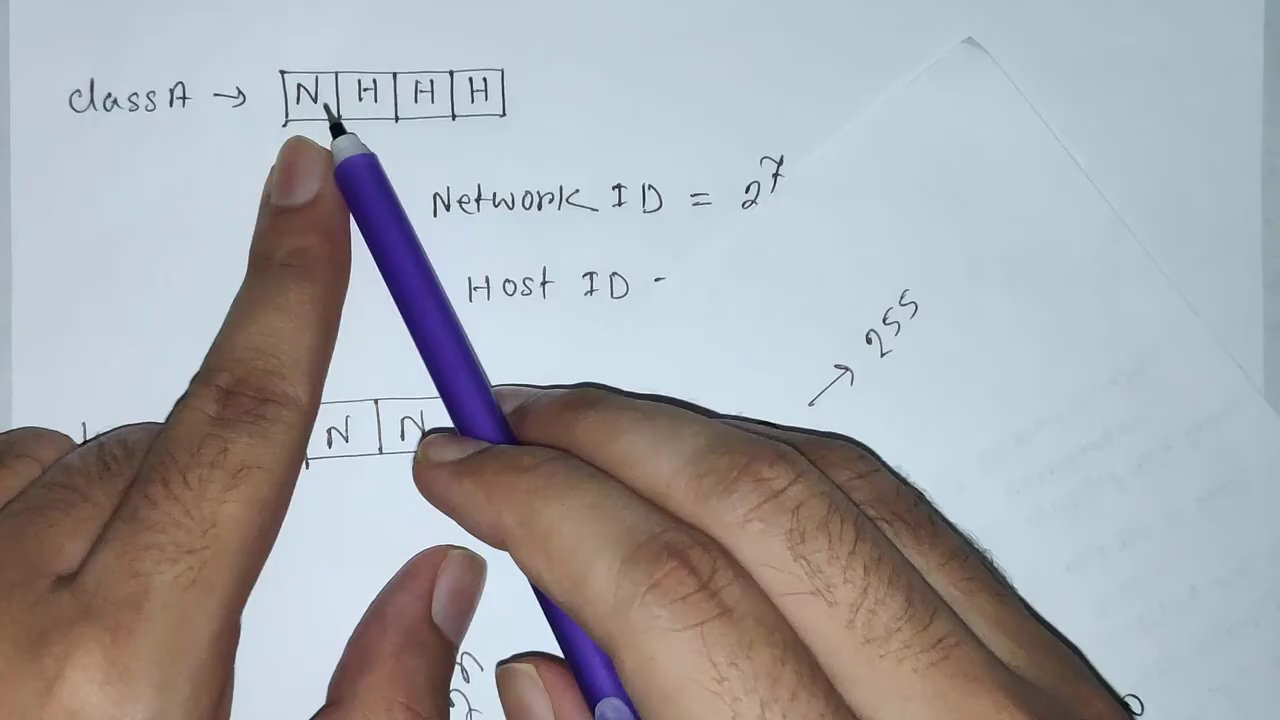 class A → N H H H
Network ID = 2⁷
Host ID -
→ 255
N N